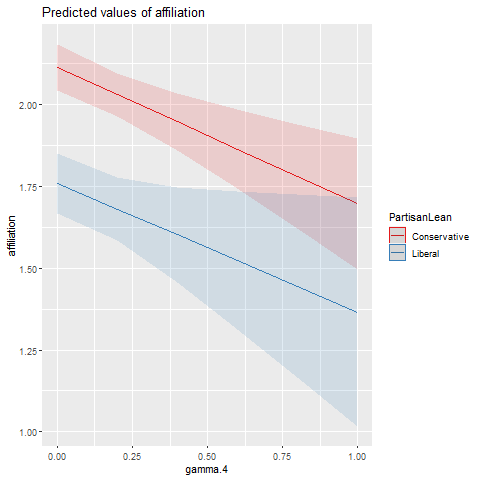 Predicted values of affiliation
affiliation
2.00
1.75
1.50
1.25
1.00
0.00 0.25 0.50 0.75 1.00
gamma.4
PartisanLean
Conservative
Liberal